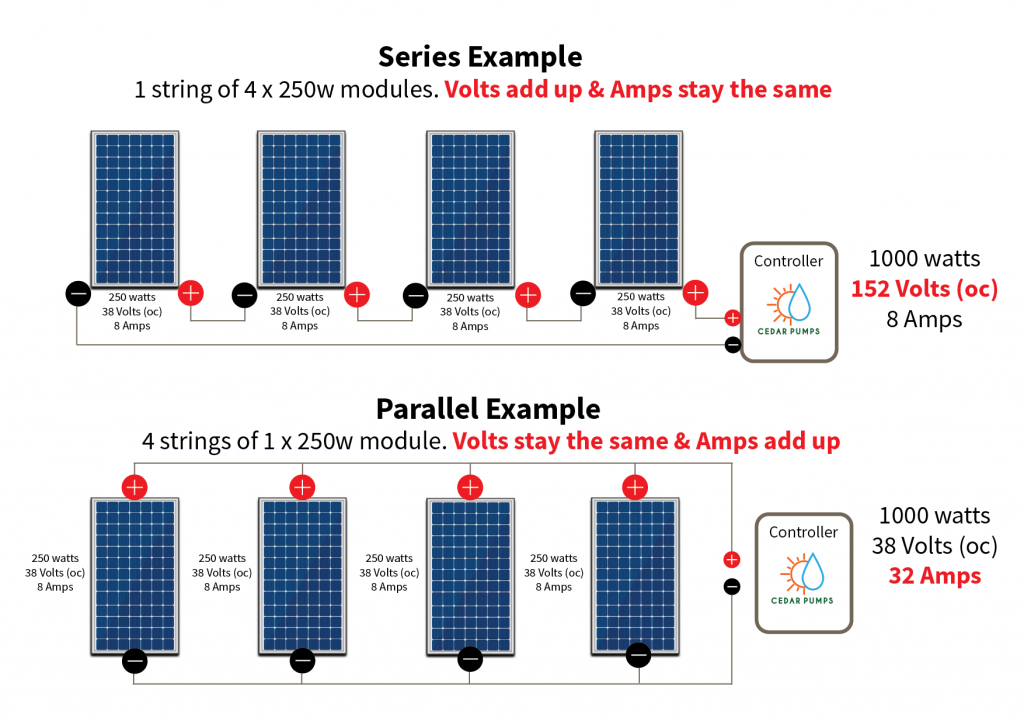 Series Example
1 string of 4 x 250w modules. Volts add up & Amps stay the same
250 watts
38 Volts (oc)
8 Amps
250 watts
38 Volts (oc)
8 Amps
250 watts
38 Volts (oc)
8 Amps
250 watts
38 Volts (oc)
8 Amps
Controller
CEDAR PUMPS
1000 watts
152 Volts (oc)
8 Amps
Parallel Example
4 strings of 1 x 250w module. Volts stay the same & Amps add up
250 watts
38 Volts (oc)
8 Amps
250 watts
38 Volts (oc)
8 Amps
250 watts
38 Volts (oc)
8 Amps
250 watts
38 Volts (oc)
8 Amps
Controller
CEDAR PUMPS
1000 watts
38 Volts (oc)
32 Amps